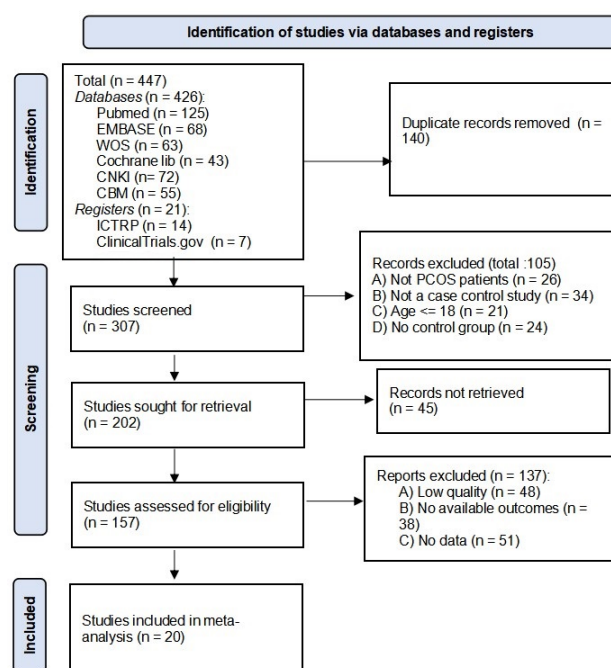 Identification of studies via databases and registers
Identification
Total (n = 447)
Databases (n = 426):
Pubmed (n = 125)
EMBASE (n = 68)
WOS (n = 63)
Cochrane lib (n = 43)
CNKI (n = 72)
CBM (n = 55)
Registers (n = 21):
ICTRP (n = 14)
ClinicalTrials.gov (n = 7)
Duplicate records removed (n =
140)
Screening
Studies screened
(n = 307)
Records excluded (total :105)
A) Not PCOS patients (n = 26)
B) Not a case control study (n = 34)
C) Age <= 18 (n = 21)
D) No control group (n = 24)
Studies sought for retrieval
(n = 202)
Records not retrieved
(n = 45)
Studies assessed for eligibility
(n = 157)
Reports excluded (n = 137):
A) Low quality (n = 48)
B) No available outcomes (n =
38)
C) No data (n = 51)
Included
Studies included in meta-
analysis (n = 20)